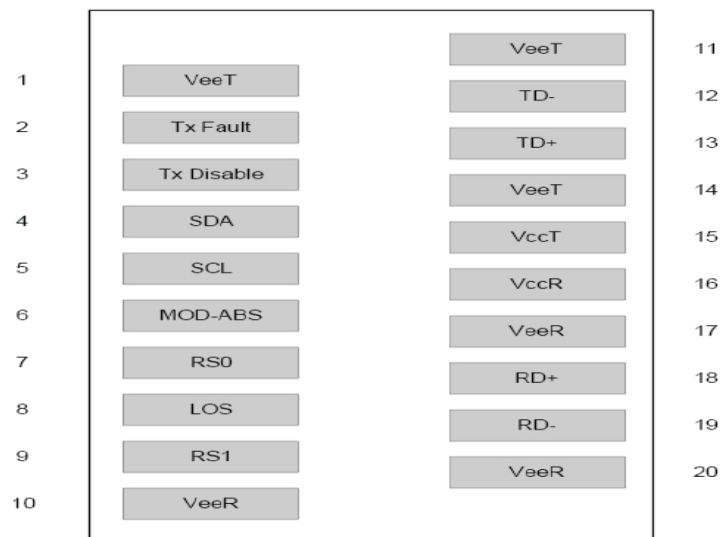 VeeT 11
1 VeeT
TD- 12
2 Tx Fault
TD+ 13
3 Tx Disable
VeeT 14
4 SDA
VccT 15
5 SCL
VccR 16
6 MOD-ABS
VeeR 17
7 RS0
RD+ 18
8 LOS
RD- 19
9 RS1
VeeR 20
10 VeeR